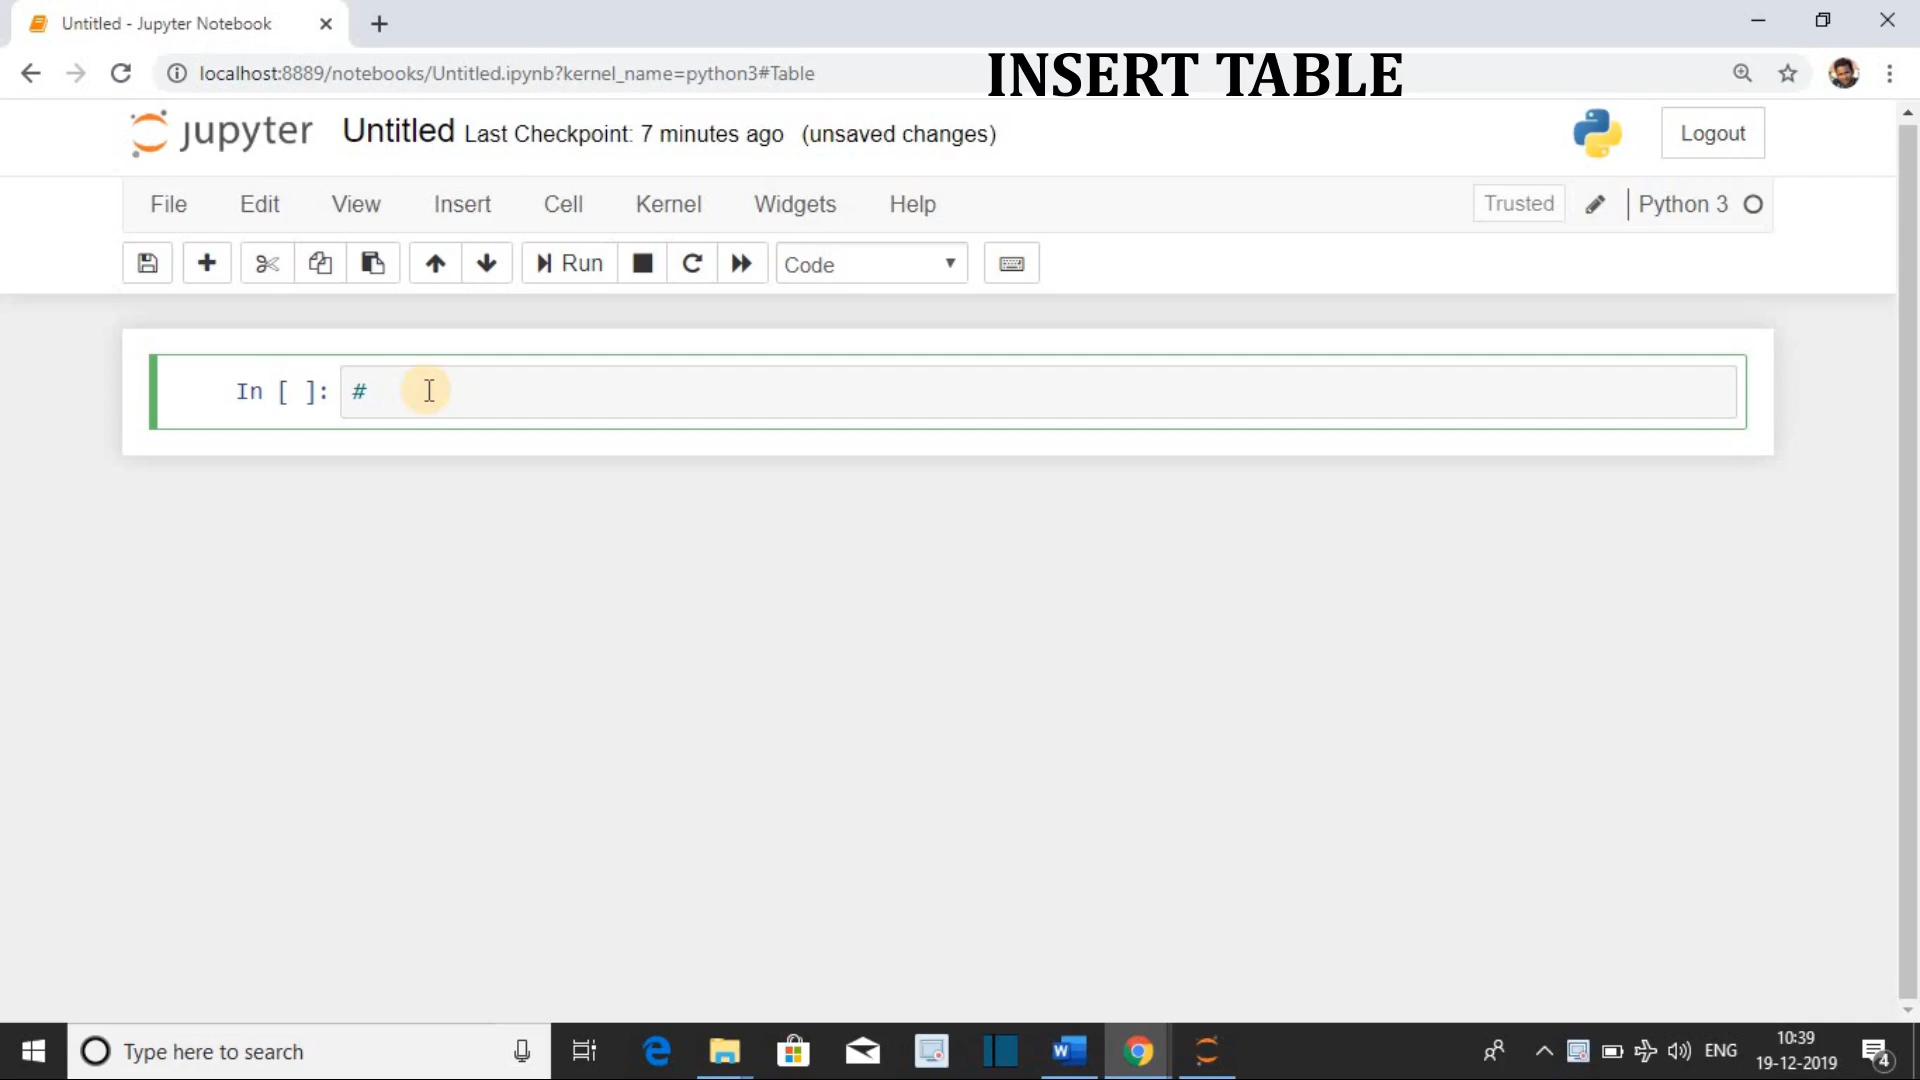 Untitled - Jupyter Notebook
localhost:8889/notebooks/Untitled.ipynb?kernel_name=python3#Table
INSERT TABLE
jupyter Untitled Last Checkpoint: 7 minutes ago (unsaved changes)
Logout
File Edit View Insert Cell Kernel Widgets Help
Trusted
Python 3
Run
Code
In [ ]: #
Type here to search
ENG
10:39
19-12-2019
4